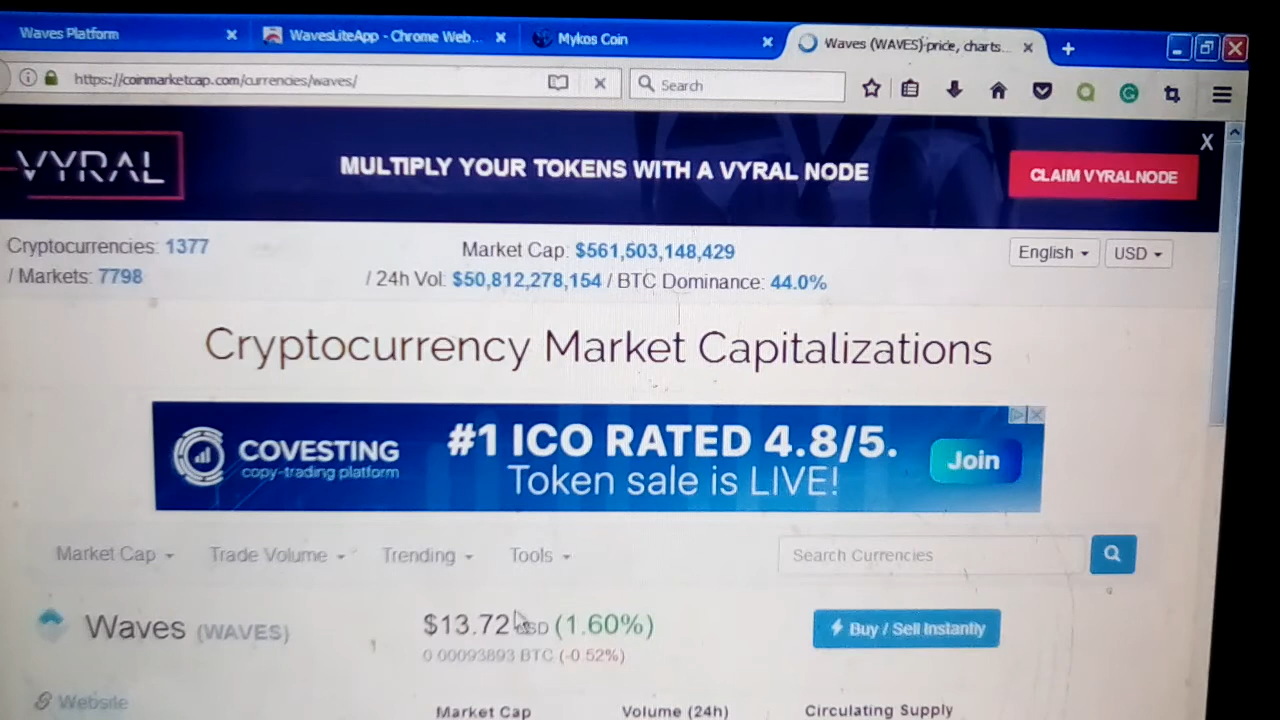 Waves Platform
WavesLiteApp - Chrome Web...
Mykos Coin
Waves (WAVES) price, charts...
https://coinmarketcap.com/currencies/waves/
Search
VYRAL
MULTIPLY YOUR TOKENS WITH A VYRAL NODE
CLAIM VYRAL NODE
X
Cryptocurrencies: 1377
/ Markets: 7798
Market Cap: $561,503,148,429
/ 24h Vol: $50,812,278,154 / BTC Dominance: 44.0%
English
USD
Cryptocurrency Market Capitalizations
COVESTING
copy-trading platform
#1 ICO RATED 4.8/5.
Token sale is LIVE!
Join
Market Cap
Trade Volume
Trending
Tools
Search Currencies
Waves (WAVES)
$13.72 USD (1.60%)
0.00093893 BTC (-0.52%)
Buy / Sell Instantly
Website
Market Cap
Volume (24h)
Circulating Supply